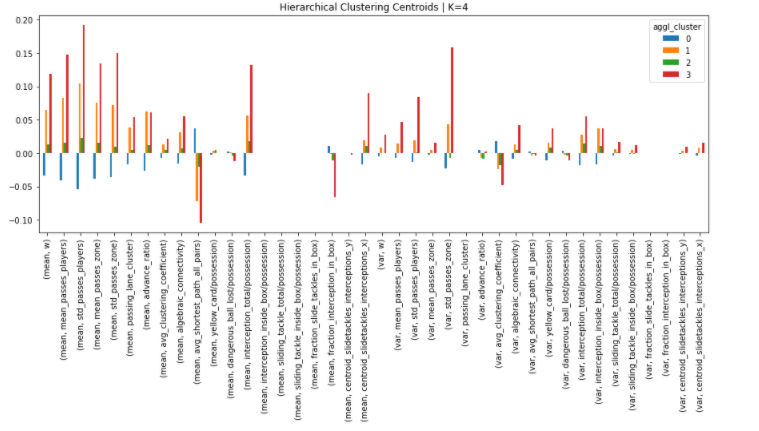 Hierarchical Clustering Centroids | K=4
aggl_cluster
0
1
2
3
0.20
0.15
0.10
0.05
0.00
−0.05
−0.10
(mean, w)
(mean, mean_passes_players)
(mean, std_passes_players)
(mean, mean_passes_zone)
(mean, std_passes_zone)
(mean, passing_lane_cluster)
(mean, advance_ratio)
(mean, avg_clustering_coefficient)
(mean, algebraic_connectivity)
(mean, avg_shortest_path_all_pairs)
(mean, yellow_card/possession)
(mean, dangerous_ball_lost/possession)
(mean, interception_total/possession)
(mean, interception_inside_box/possession)
(mean, sliding_tackle_total/possession)
(mean, sliding_tackle_inside_box/possession)
(mean, fraction_slide_tackles_in_box)
(mean, fraction_interception_in_box)
(mean, centroid_slidetackles_interceptions_y)
(mean, centroid_slidetackles_interceptions_x)
(var, w)
(var, mean_passes_players)
(var, std_passes_players)
(var, mean_passes_zone)
(var, std_passes_zone)
(var, passing_lane_cluster)
(var, advance_ratio)
(var, avg_clustering_coefficient)
(var, algebraic_connectivity)
(var, avg_shortest_path_all_pairs)
(var, yellow_card/possession)
(var, dangerous_ball_lost/possession)
(var, interception_total/possession)
(var, interception_inside_box/possession)
(var, sliding_tackle_total/possession)
(var, sliding_tackle_inside_box/possession)
(var, fraction_slide_tackles_in_box)
(var, fraction_interception_in_box)
(var, centroid_slidetackles_interceptions_y)
(var, centroid_slidetackles_interceptions_x)